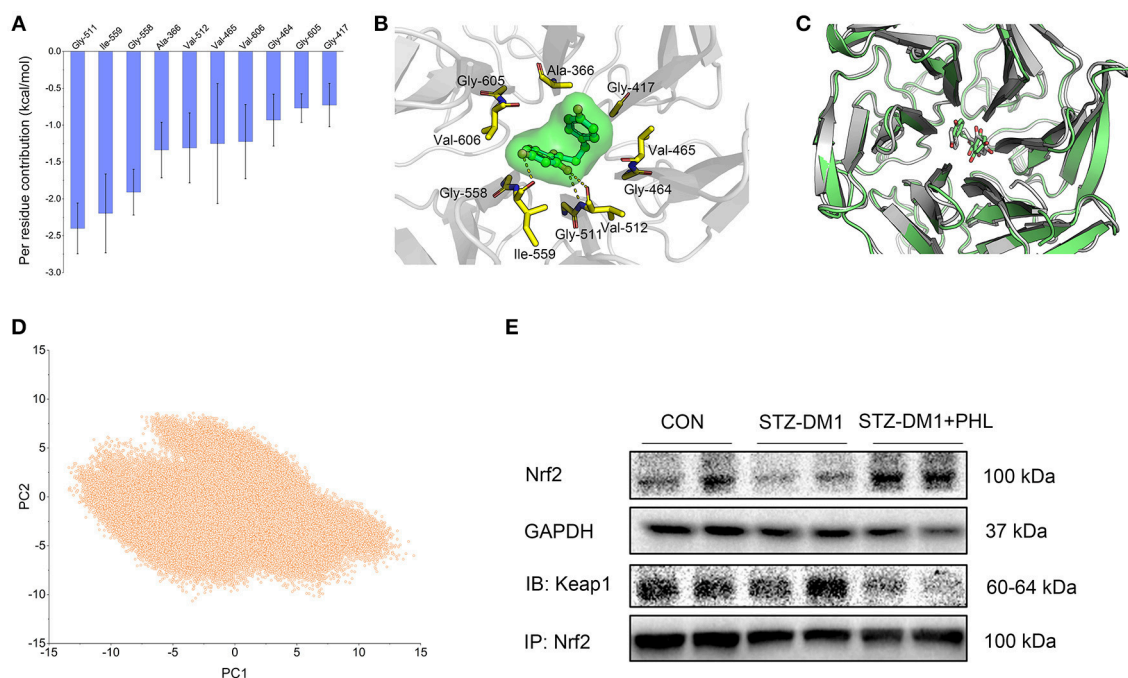 A
Gly-511
Ile-559
Gly-558
Ala-366
Val-512
Val-465
Val-606
Gly-464
Gly-605
Gly-417
Per residue contribution (kcal/mol)
0.0
-0.5
-1.0
-1.5
-2.0
-2.5
-3.0
B
Ala-366
Gly-605
Gly-417
Val-606
Val-465
Gly-558
Gly-464
Gly-511
Val-512
Ile-559
C
D
PC2
15
10
5
0
-5
-10
-15
-15 -10 -5 0 5 10 15
PC1
E
CON STZ-DM1 STZ-DM1+PHL
Nrf2 100 kDa
GAPDH 37 kDa
IB: Keap1 60-64 kDa
IP: Nrf2 100 kDa